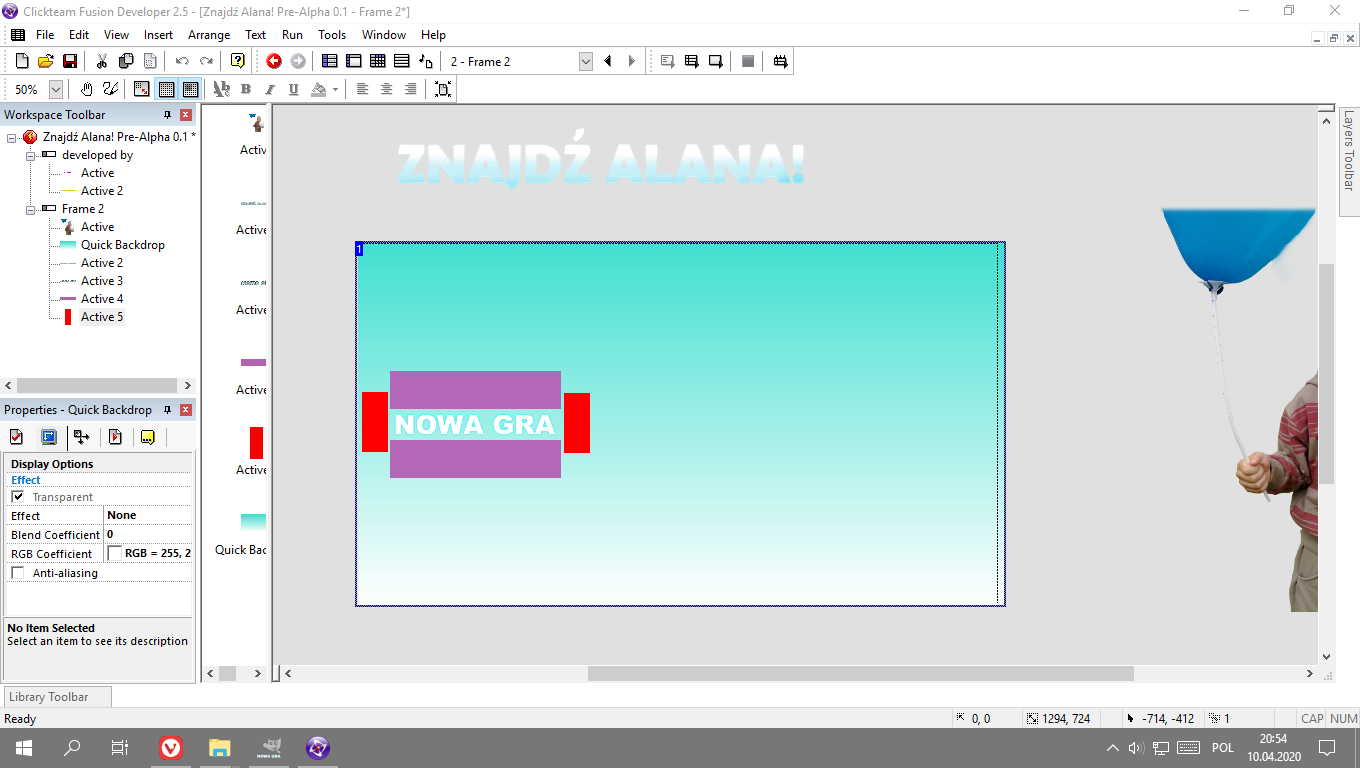 Clickteam Fusion Developer 2.5 - [Znajdź Alana! Pre-Alpha 0.1 - Frame 2*]
File Edit View Insert Arrange Text Run Tools Window Help
2 - Frame 2
50%
Workspace Toolbar
Znajdź Alana! Pre-Alpha 0.1 *
developed by
Active
Active 2
Frame 2
Active
Quick Backdrop
Active 2
Active 3
Active 4
Active 5
Properties - Quick Backdrop
Display Options
Effect
Transparent
Effect None
Blend Coefficient 0
RGB Coefficient RGB = 255, 2
Anti-aliasing
No Item Selected
Select an item to see its description
Activ
Active
Active
Active
Active
Quick Bac
ZNAJDŹ ALANA!
1
NOWA GRA
Layers Toolbar
Library Toolbar
Ready
0, 0
1294, 724
-714, -412
1
CAP NUM
NOWA GRA
POL
20:54
10.04.2020